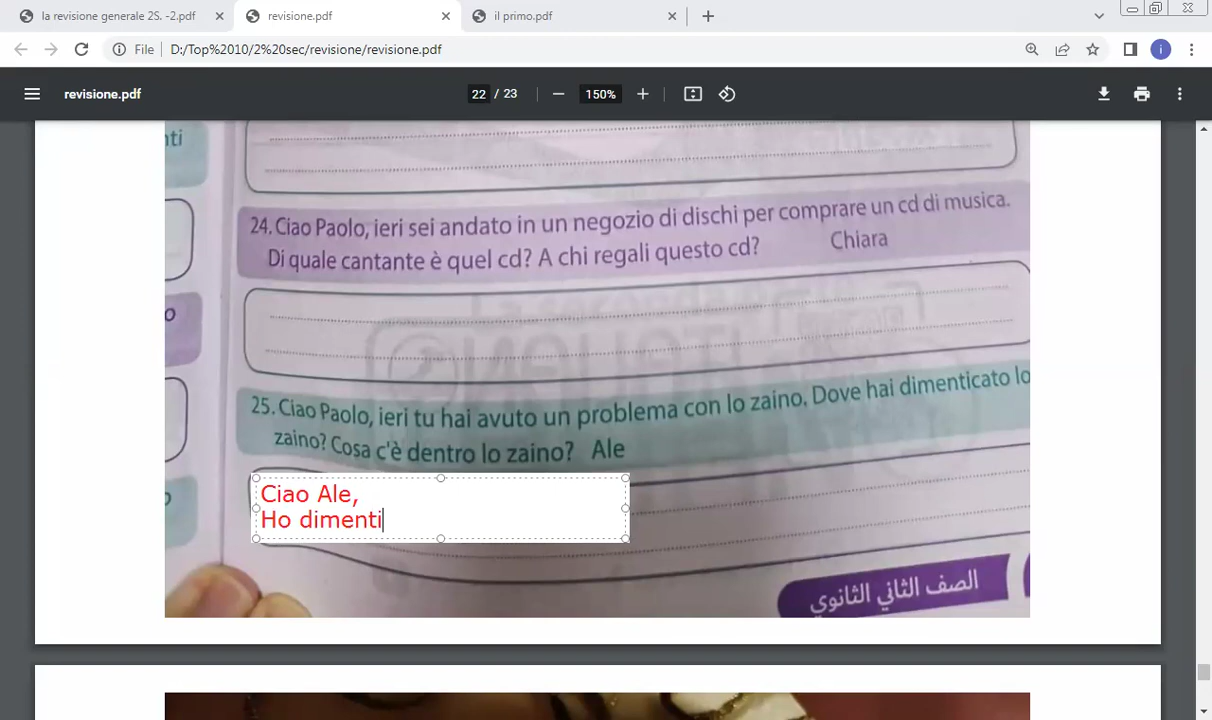 la revisione generale 2S. -2.pdf
revisione.pdf
il primo.pdf
File
D:/Top%2010/2%20sec/revisione/revisione.pdf
i
revisione.pdf
22 / 23
150%
نti
24. Ciao Paolo, ieri sei andato in un negozio di dischi per comprare un cd di musica.
Di quale cantante è quel cd? A chi regali questo cd? Chiara
o
25. Ciao Paolo, ieri tu hai avuto un problema con lo zaino. Dove hai dimenticato lo
zaino? Cosa c'è dentro lo zaino? Ale
Ciao Ale,
Ho dimenti
o
الصف الثاني الثانوي